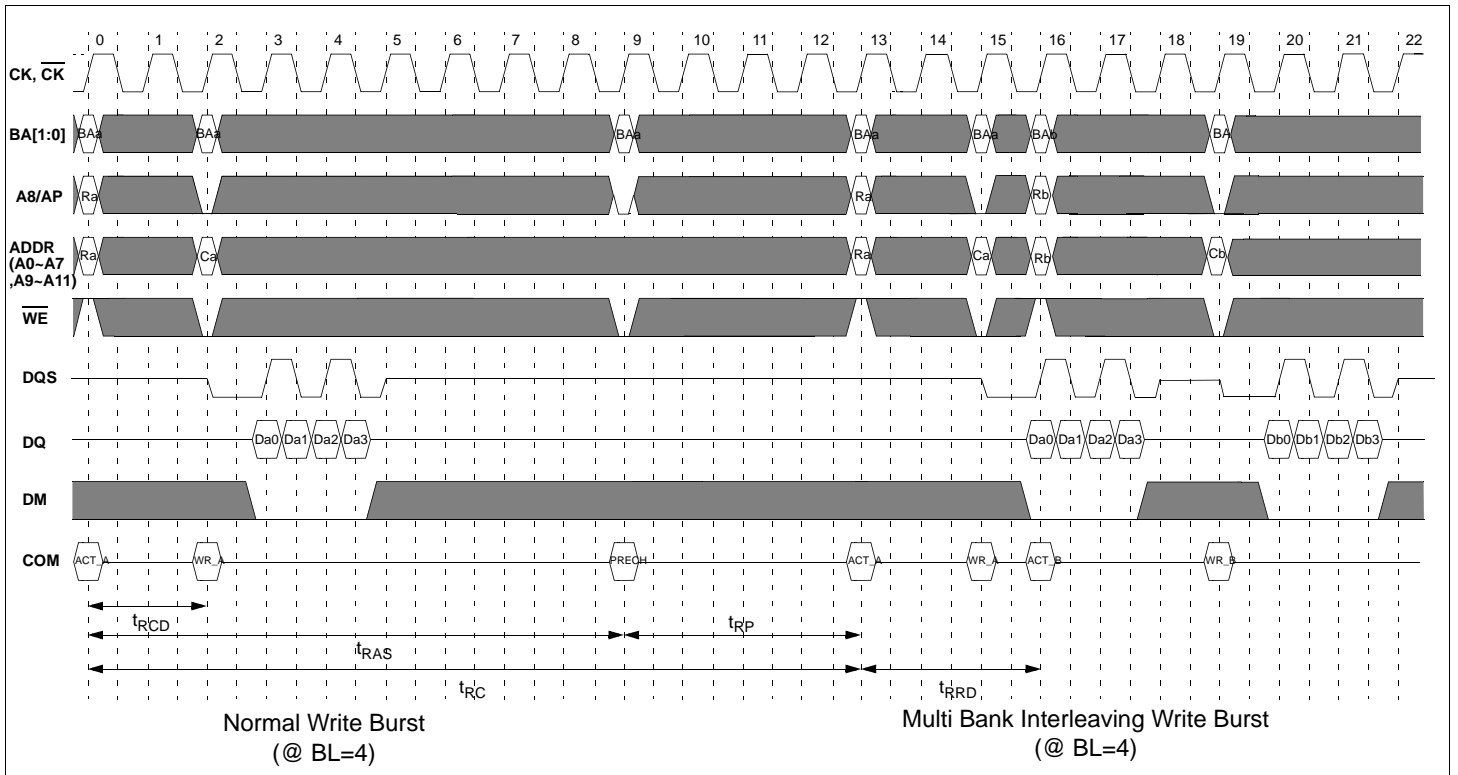 0 1 2 3 4 5 6 7 8 9 10 11 12 13 14 15 16 17 18 19 20 21 22
CK, CK
BA[1:0] BAa BAa BAa BAa BAa BAb BA
A8/AP Ra Ra Rb
ADDR
(A0~A7
,A9~A11)
Ra Ca Ra Ca Rb Cb
WE
DQS
DQ Da0 Da1 Da2 Da3 Da0 Da1 Da2 Da3 Db0 Db1 Db2 Db3
DM
COM ACT_A WR_A PRECH ACT_A WR_A ACT_B WR_B
tRCD
tRP
tRAS
tRC
tRRD
Normal Write Burst
(@ BL=4)
Multi Bank Interleaving Write Burst
(@ BL=4)